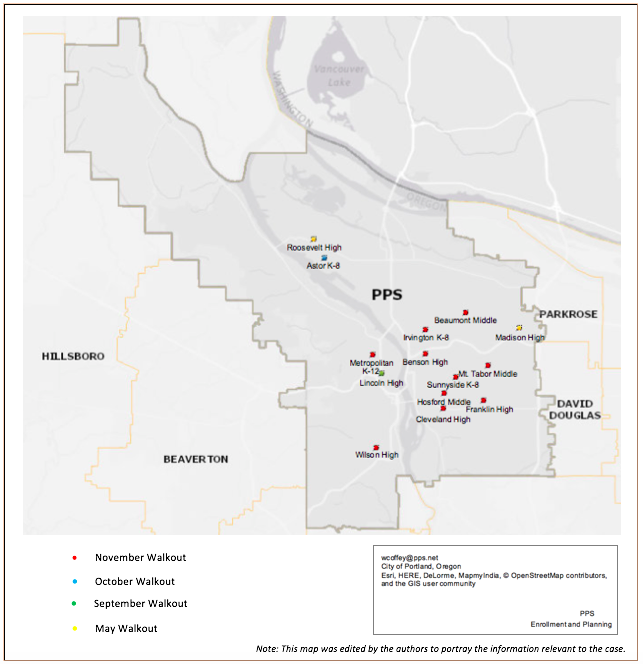 Vancouver
Lake
WASHINGTON
OREGON
Roosevelt High
Astor K-8
PPS
Beaumont Middle
PARKROSE
Irvington K-8
Madison High
HILLSBORO
Metropolitan
K-12
Benson High
Mt. Tabor Middle
Lincoln High
Sunnyside K-8
Hosford Middle
Franklin High
DAVID
DOUGLAS
Cleveland High
BEAVERTON
Wilson High
November Walkout
October Walkout
September Walkout
May Walkout
wcoffey@pps.net
City of Portland, Oregon
Esri, HERE, DeLorme, MapmyIndia, © OpenStreetMap contributors,
and the GIS user community
PPS
Enrollment and Planning
Note: This map was edited by the authors to portray the information relevant to the case.